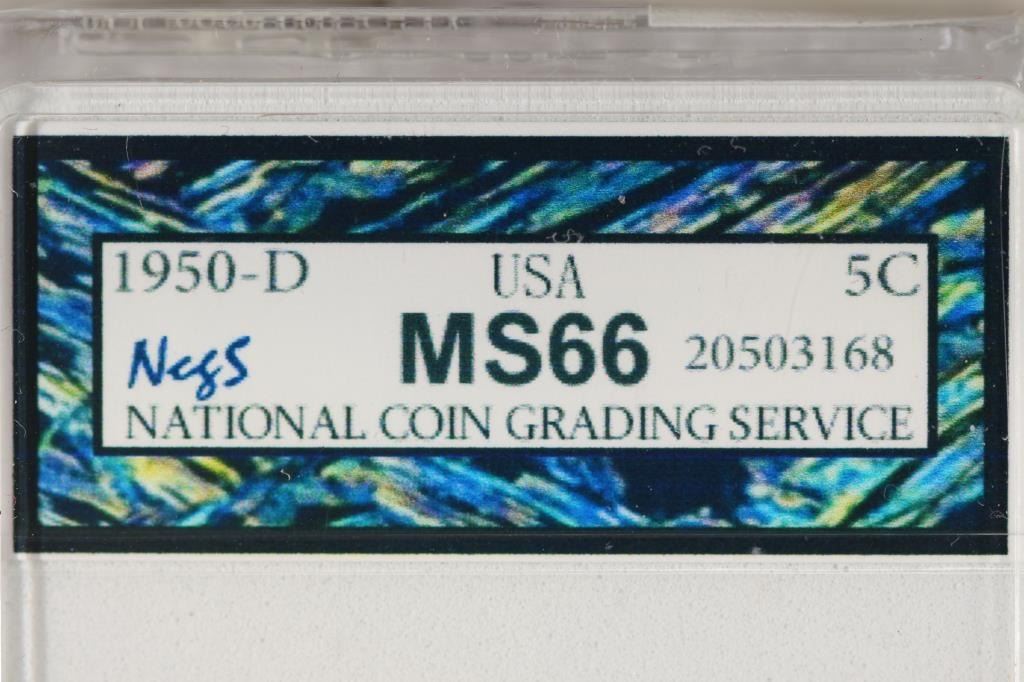 1950-D USA 5C
NcgS MS66 20503168
NATIONAL COIN GRADING SERVICE